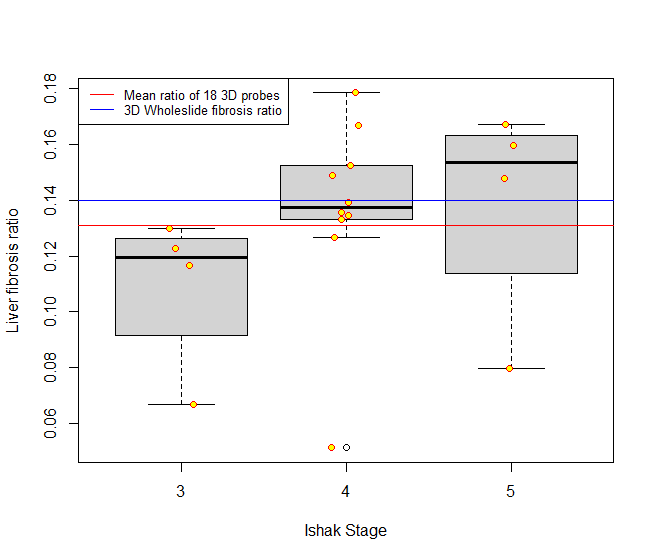 Mean ratio of 18 3D probes
3D Wholeslide fibrosis ratio
0.18
0.16
0.14
0.12
0.10
0.08
0.06
Liver fibrosis ratio
3 4 5
Ishak Stage